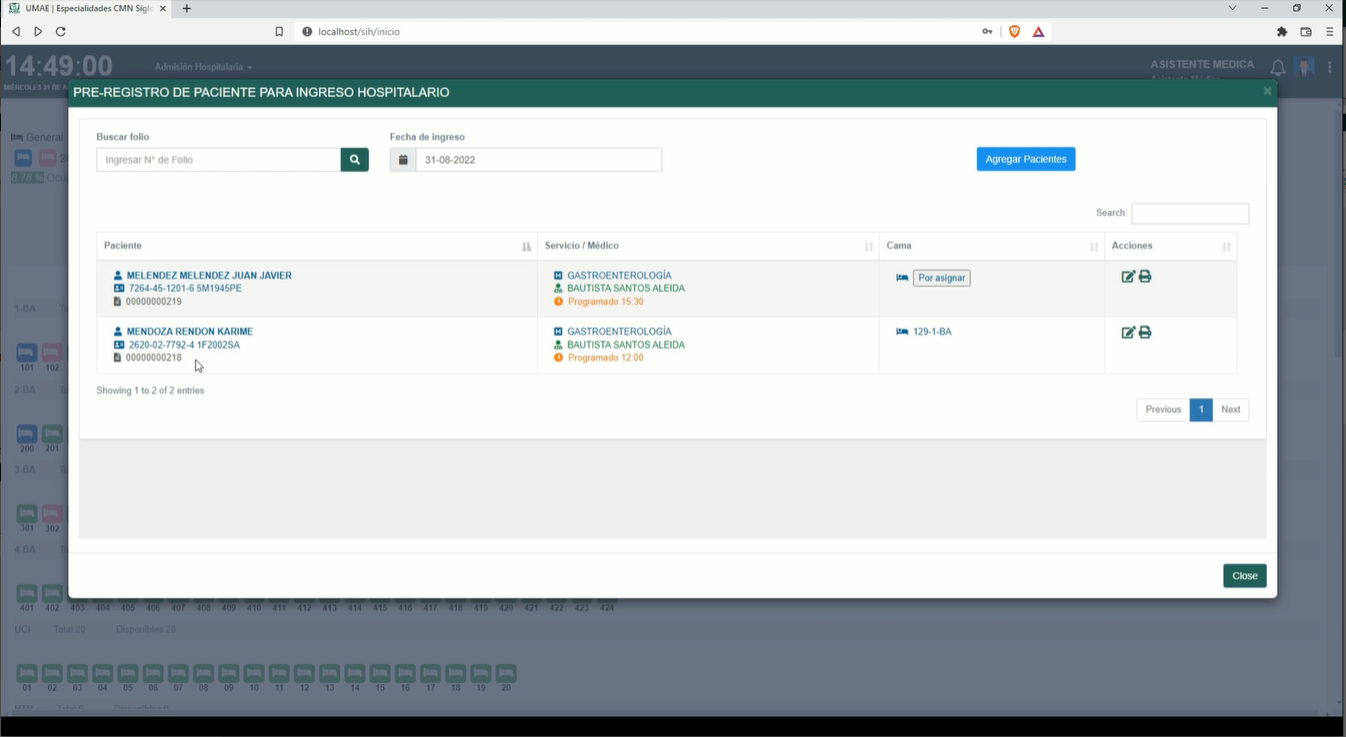 UMAE | Especialidades CMN Siglo
localhost/sih/inicio
14:49:00
Admisión Hospitalaria
ASISTENTE MEDICA
MIÉRCOLES 31 DE A
PRE-REGISTRO DE PACIENTE PARA INGRESO HOSPITALARIO
General
8.78 %
Buscar folio
Fecha de ingreso
Ingresar N° de Folio
31-08-2022
Agregar Pacientes
Search:
Paciente
Servicio / Médico
Cama
Acciones
MELENDEZ MELENDEZ JUAN JAVIER
7264-45-1201-6 5M1945PE
00000000219
GASTROENTEROLOGÍA
BAUTISTA SANTOS ALEIDA
Programado 15:30
Por asignar
MENDOZA RENDON KARIME
2620-02-7792-4 1F2002SA
00000000218
GASTROENTEROLOGÍA
BAUTISTA SANTOS ALEIDA
Programado 12:00
129-1-BA
Showing 1 to 2 of 2 entries
Previous 1 Next
Close
1-BA
101 102
2-BA
200 201
3-BA
301 302
4-BA
401 402 403 404 405 406 407 408 409 410 411 412 413 414 415 416 417 418 419 420 421 422 423 424
UCI Total:20 Disponibles 20
01 02 03 04 05 06 07 08 09 10 11 12 13 14 15 16 17 18 19 20